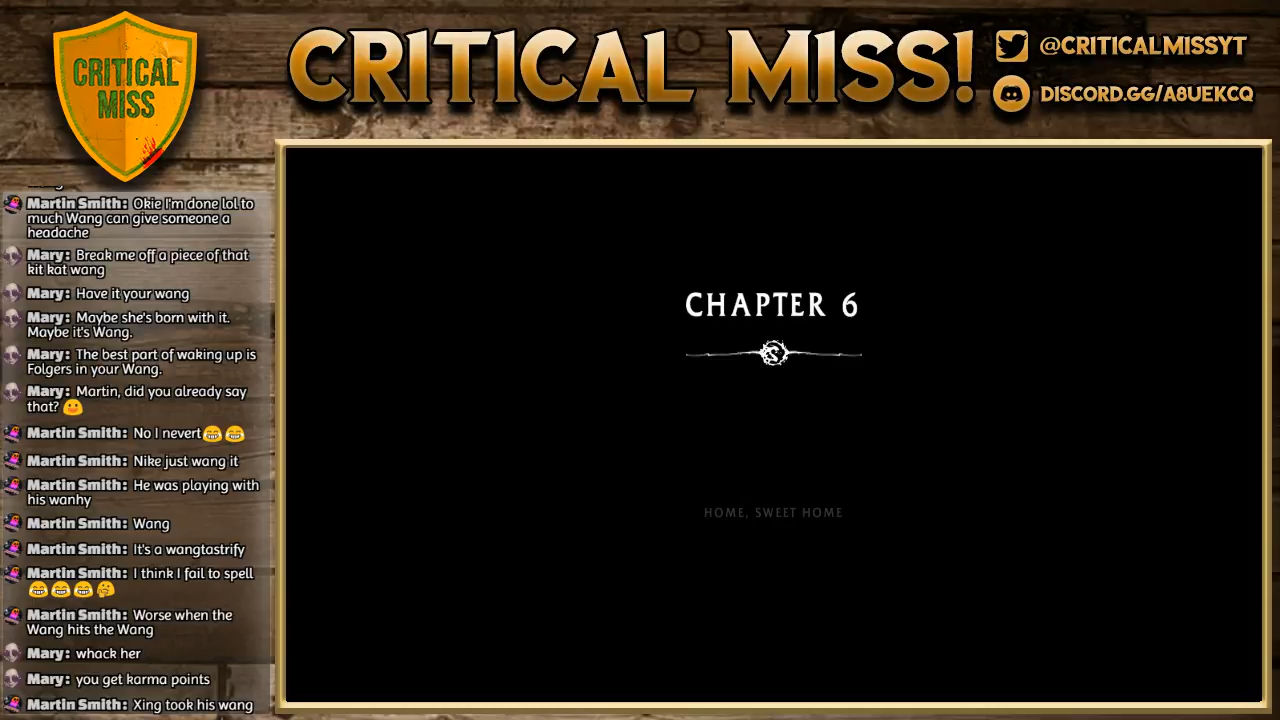 CRITICAL
MISS
CRITICAL MISS!
@CRITICALMISSYT
DISCORD.GG/A8UEKCQ
Martin Smith: Okie I'm done lol to
much Wang can give someone a
headache
Mary: Break me off a piece of that
kit kat wang
Mary: Have it your wang
Mary: Maybe she's born with it.
Maybe it's Wang.
Mary: The best part of waking up is
Folgers in your Wang.
Mary: Martin, did you already say
that? 😛
Martin Smith: No I nevert😂😂
Martin Smith: Nike just wang it
Martin Smith: He was playing with
his wanhy
Martin Smith: Wang
Martin Smith: It's a wangtastrify
Martin Smith: I think I fail to spell
😂😂😂🤔
Martin Smith: Worse when the
Wang hits the Wang
Mary: whack her
Mary: you get karma points
Martin Smith: Xing took his wang
CHAPTER 6
HOME, SWEET HOME